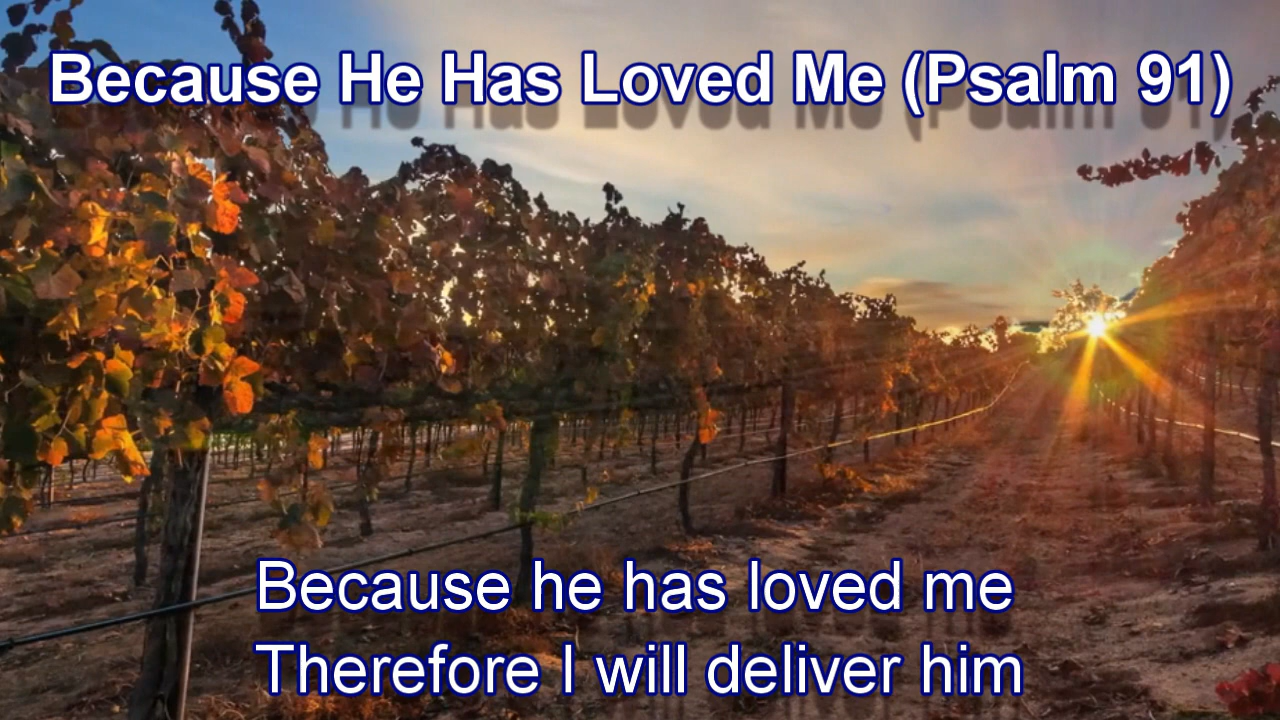 Because He Has Loved Me (Psalm 91)
Because he has loved me
Therefore I will deliver him